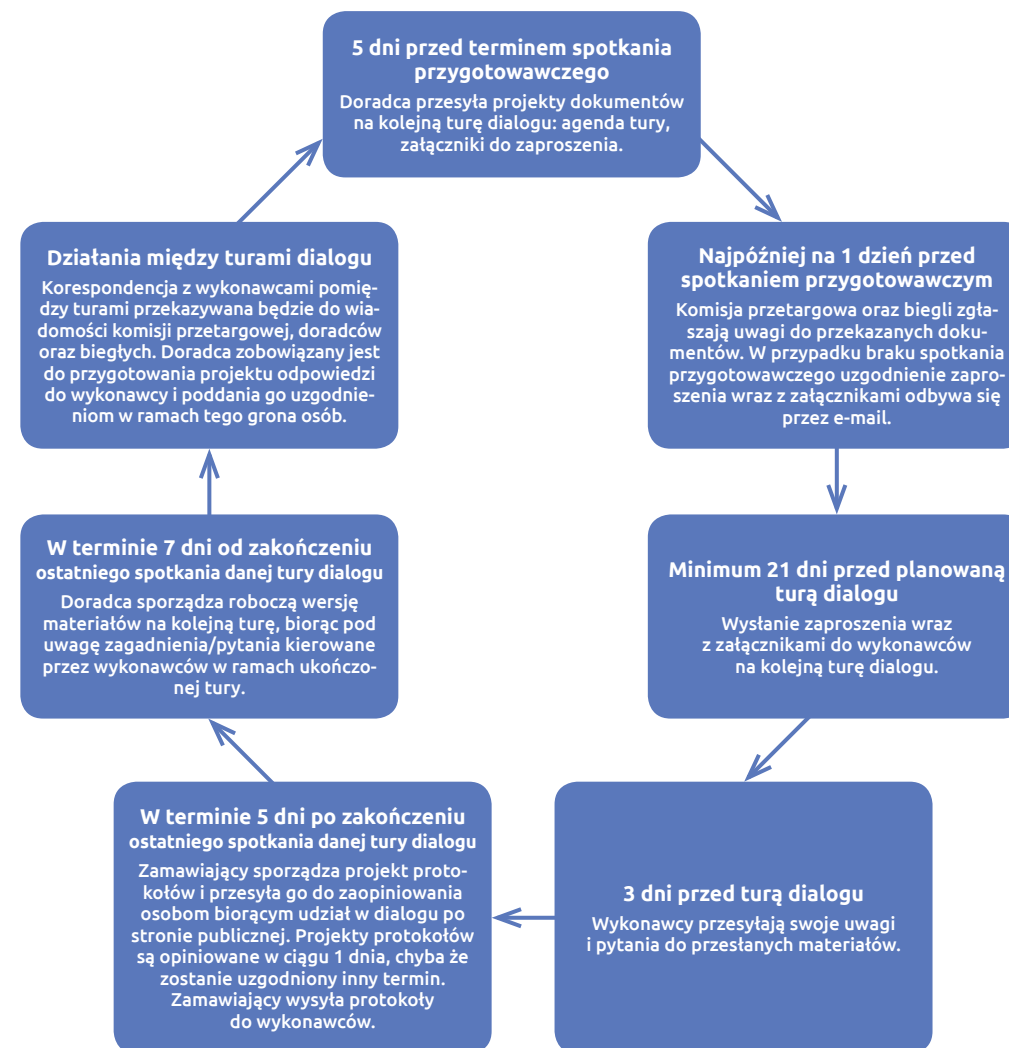 5 dni przed terminem spotkania
przygotowawczego
Doradca przesyła projekty dokumentów
na kolejną turę dialogu: agenda tury,
załączniki do zaproszenia.
Najpóźniej na 1 dzień przed
spotkaniem przygotowawczym
Komisja przetargowa oraz biegli zgła-
szają uwagi do przekazanych doku-
mentów. W przypadku braku spotkania
przygotowawczego uzgodnienie zapro-
szenia wraz z załącznikami odbywa się
przez e-mail.
Minimum 21 dni przed planowaną
turą dialogu
Wysłanie zaproszenia wraz
z załącznikami do wykonawców
na kolejną turę dialogu.
3 dni przed turą dialogu
Wykonawcy przesyłają swoje uwagi
i pytania do przesłanych materiałów.
W terminie 5 dni po zakończeniu
ostatniego spotkania danej tury dialogu
Zamawiający sporządza projekt proto-
kołów i przesyła go do zaopiniowania
osobom biorącym udział w dialogu po
stronie publicznej. Projekty protokołów
są opiniowane w ciągu 1 dnia, chyba że
zostanie uzgodniony inny termin.
Zamawiający wysyła protokoły
do wykonawców.
W terminie 7 dni od zakończeniu
ostatniego spotkania danej tury dialogu
Doradca sporządza roboczą wersję
materiałów na kolejną turę, biorąc pod
uwagę zagadnienia/pytania kierowane
przez wykonawców w ramach ukończo-
nej tury.
Działania między turami dialogu
Korespondencja z wykonawcami pomię-
dzy turami przekazywana będzie do wia-
domości komisji przetargowej, doradców
oraz biegłych. Doradca zobowiązany jest
do przygotowania projektu odpowiedzi
do wykonawcy i poddania go uzgodnie-
niom w ramach tego grona osób.